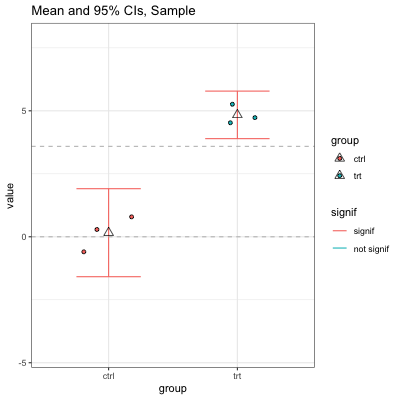 Mean and 95% CIs, Sample
value
5
0
-5
ctrl
trt
group
group
ctrl
trt
signif
signif
not signif